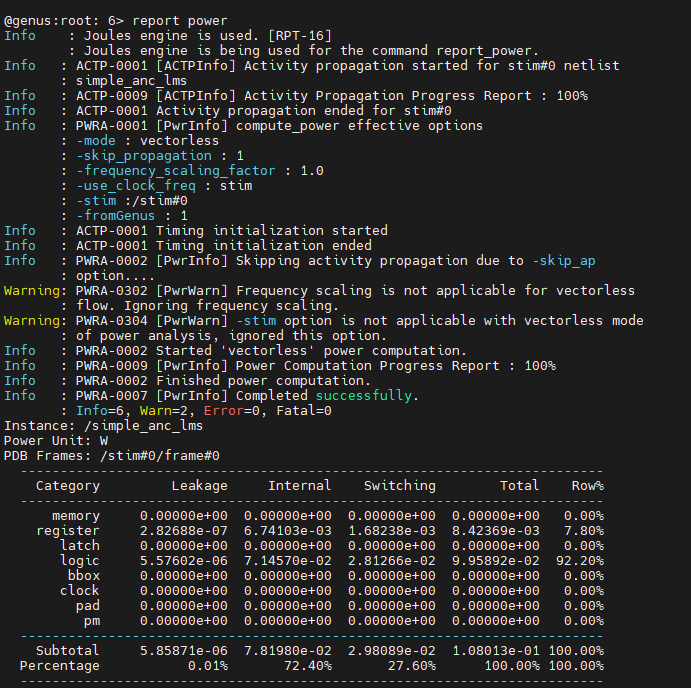 @genus:root: 6> report power
Info    : Joules engine is used. [RPT-16]
        : Joules engine is being used for the command report_power.
Info   : ACTP-0001 [ACTPInfo] Activity propagation started for stim#0 netlist
       : simple_anc_lms
Info   : ACTP-0009 [ACTPInfo] Activity Propagation Progress Report : 100%
Info   : ACTP-0001 Activity propagation ended for stim#0
Info   : PWRA-0001 [PwrInfo] compute_power effective options
       : -mode : vectorless
       : -skip_propagation : 1
       : -frequency_scaling_factor : 1.0
       : -use_clock_freq : stim
       : -stim :/stim#0
       : -fromGenus : 1
Info   : ACTP-0001 Timing initialization started
Info   : ACTP-0001 Timing initialization ended
Info   : PWRA-0002 [PwrInfo] Skipping activity propagation due to -skip_ap
       : option....
Warning: PWRA-0302 [PwrWarn] Frequency scaling is not applicable for vectorless
       : flow. Ignoring frequency scaling.
Warning: PWRA-0304 [PwrWarn] -stim option is not applicable with vectorless mode
       : of power analysis, ignored this option.
Info   : PWRA-0002 Started 'vectorless' power computation.
Info   : PWRA-0009 [PwrInfo] Power Computation Progress Report : 100%
Info   : PWRA-0002 Finished power computation.
Info   : PWRA-0007 [PwrInfo] Completed successfully.
       : Info=6, Warn=2, Error=0, Fatal=0
Instance: /simple_anc_lms
Power Unit: W
PDB Frames: /stim#0/frame#0
  -------------------------------------------------------------------------
    Category         Leakage     Internal    Switching        Total    Row%
  -------------------------------------------------------------------------
      memory     0.00000e+00  0.00000e+00  0.00000e+00  0.00000e+00   0.00%
    register     2.82688e-07  6.74103e-03  1.68238e-03  8.42369e-03   7.80%
       latch     0.00000e+00  0.00000e+00  0.00000e+00  0.00000e+00   0.00%
       logic     5.57602e-06  7.14570e-02  2.81266e-02  9.95892e-02  92.20%
        bbox     0.00000e+00  0.00000e+00  0.00000e+00  0.00000e+00   0.00%
       clock     0.00000e+00  0.00000e+00  0.00000e+00  0.00000e+00   0.00%
         pad     0.00000e+00  0.00000e+00  0.00000e+00  0.00000e+00   0.00%
          pm     0.00000e+00  0.00000e+00  0.00000e+00  0.00000e+00   0.00%
  -------------------------------------------------------------------------
    Subtotal     5.85871e-06  7.81980e-02  2.98089e-02  1.08013e-01 100.00%
  Percentage           0.01%       72.40%       27.60%      100.00% 100.00%
  -------------------------------------------------------------------------